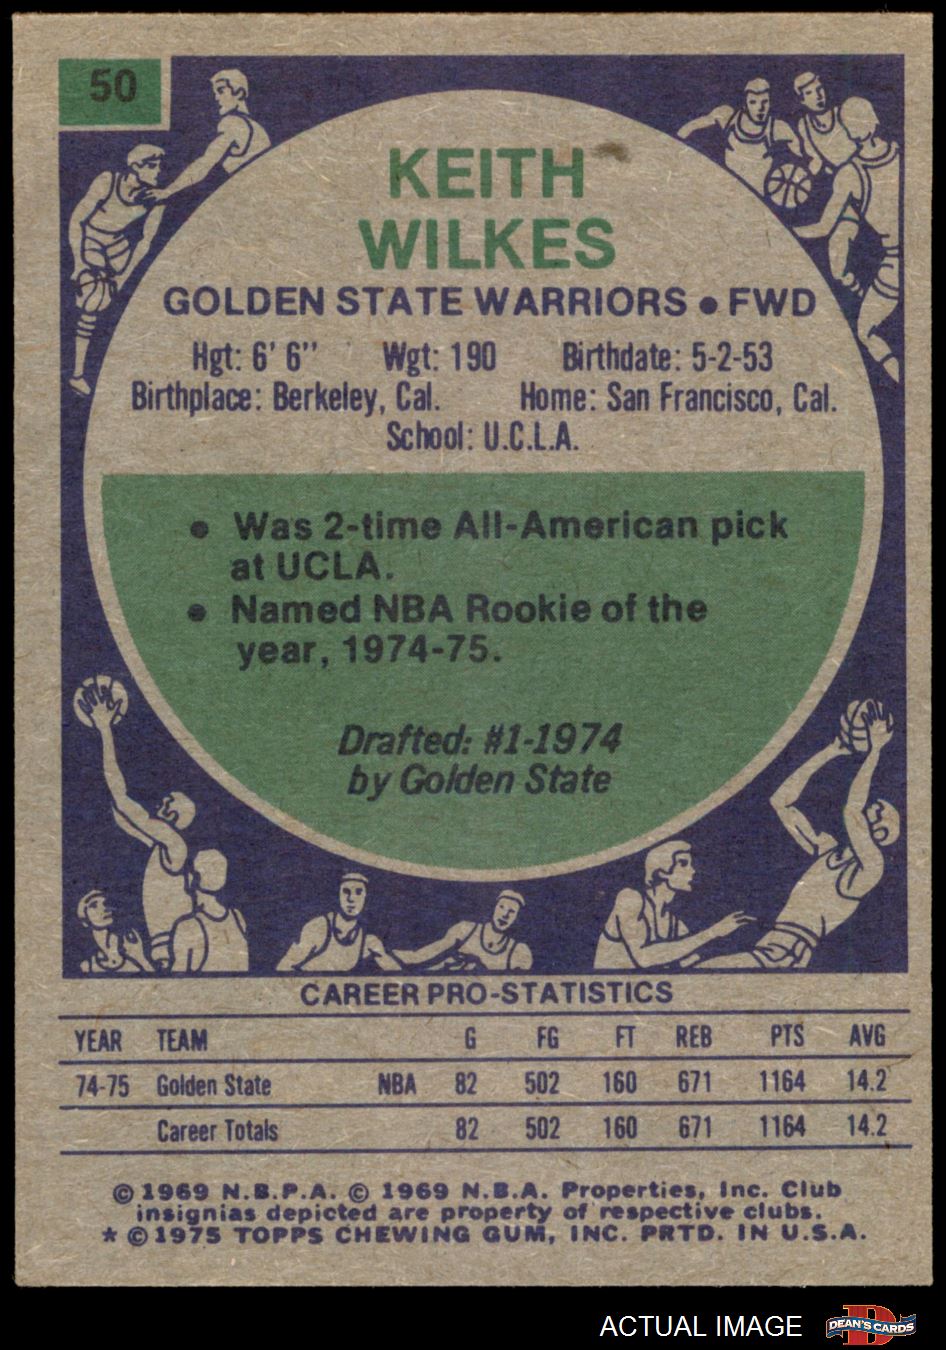 50
KEITH
WILKES
GOLDEN STATE WARRIORS • FWD
Hgt: 6' 6" Wgt: 190 Birthdate: 5-2-53
Birthplace: Berkeley, Cal. Home: San Francisco, Cal.
School: U.C.L.A.
• Was 2-time All-American pick
at UCLA.
• Named NBA Rookie of the
year, 1974-75.
Drafted: #1-1974
by Golden State
CAREER PRO-STATISTICS
YEAR TEAM G FG FT REB PTS AVG
74-75 Golden State NBA 82 502 160 671 1164 14.2
Career Totals 82 502 160 671 1164 14.2
© 1969 N.B.P.A. © 1969 N.B.A. Properties, Inc. Club
insignias depicted are property of respective clubs.
* © 1975 TOPPS CHEWING GUM, INC. PRTD. IN U.S.A.
ACTUAL IMAGE D DEAN'S CARDS